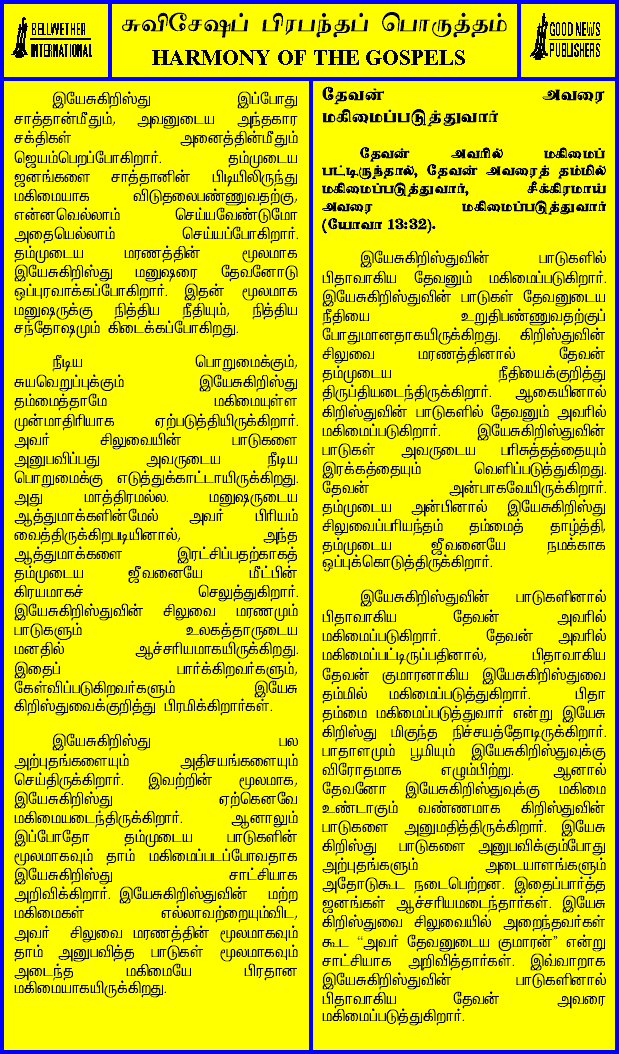 BELLWETHER
INTERNATIONAL
சுவிசேஷப் பிரபந்தப் பொருத்தம்
HARMONY OF THE GOSPELS
GOOD NEWS
PUBLISHERS
இயேசுகிறிஸ்து இப்போது
சாத்தான்மீதும், அவனுடைய அந்தகார
சக்திகள் அனைத்தின்மீதும்
ஜெயம்பெறப்போகிறார். தம்முடைய
ஜனங்களை சாத்தானின் பிடியிலிருந்து
மகிமையாக விடுதலைபண்ணுவதற்கு,
என்னவெல்லாம் செய்யவேண்டுமோ
அதையெல்லாம் செய்யப்போகிறார்.
தம்முடைய மரணத்தின் மூலமாக
இயேசுகிறிஸ்து மனுஷரை தேவனோடு
ஒப்புரவாக்கப்போகிறார். இதன் மூலமாக
மனுஷருக்கு நித்திய நீதியும், நித்திய
சந்தோஷமும் கிடைக்கப்போகிறது.
நீடிய பொறுமைக்கும்,
சுயவெறுப்புக்கும் இயேசுகிறிஸ்து
தம்மைத்தாமே மகிமையுள்ள
முன்மாதிரியாக ஏற்படுத்தியிருக்கிறார்.
அவர் சிலுவையின் பாடுகளை
அனுபவிப்பது அவருடைய நீடிய
பொறுமைக்கு எடுத்துக்காட்டாயிருக்கிறது.
அது மாத்திரமல்ல. மனுஷருடைய
ஆத்துமாக்களின்மேல் அவர் பிரியம்
வைத்திருக்கிறபடியினால், அந்த
ஆத்துமாக்களை இரட்சிப்பதற்காகத்
தம்முடைய ஜீவனையே மீட்பின்
கிரயமாகச் செலுத்துகிறார்.
இயேசுகிறிஸ்துவின் சிலுவை மரணமும்
பாடுகளும் உலகத்தாருடைய
மனதில் ஆச்சரியமாகயிருக்கிறது.
இதைப் பார்க்கிறவர்களும்,
கேள்விப்படுகிறவர்களும் இயேசு
கிறிஸ்துவைக்குறித்து பிரமிக்கிறார்கள்.
இயேசுகிறிஸ்து பல
அற்புதங்களையும் அதிசயங்களையும்
செய்திருக்கிறார். இவற்றின் மூலமாக,
இயேசுகிறிஸ்து ஏற்கெனவே
மகிமையடைந்திருக்கிறார். ஆனாலும்
இப்போதோ தம்முடைய பாடுகளின்
மூலமாகவும் தாம் மகிமைப்படப்போவதாக
இயேசுகிறிஸ்து சாட்சியாக
அறிவிக்கிறார். இயேசுகிறிஸ்துவின் மற்ற
மகிமைகள் எல்லாவற்றையும்விட,
அவர் சிலுவை மரணத்தின் மூலமாகவும்
தாம் அனுபவித்த பாடுகள் மூலமாகவும்
அடைந்த மகிமையே பிரதான
மகிமையாகயிருக்கிறது.
தேவன் அவரை
மகிமைப்படுத்துவார்
தேவன் அவரில் மகிமைப்
பட்டிருந்தால், தேவன் அவரைத் தம்மில்
மகிமைப்படுத்துவார், சீக்கிரமாய்
அவரை மகிமைப்படுத்துவார்
(யோவா 13:32).
இயேசுகிறிஸ்துவின் பாடுகளில்
பிதாவாகிய தேவனும் மகிமைப்படுகிறார்.
இயேசுகிறிஸ்துவின் பாடுகள் தேவனுடைய
நீதியை உறுதிபண்ணுவதற்குப்
போதுமானதாகயிருக்கிறது. கிறிஸ்துவின்
சிலுவை மரணத்தினால் தேவன்
தம்முடைய நீதியைக்குறித்து
திருப்தியடைந்திருக்கிறார். ஆகையினால்
கிறிஸ்துவின் பாடுகளில் தேவனும் அவரில்
மகிமைப்படுகிறார். இயேசுகிறிஸ்துவின்
பாடுகள் அவருடைய பரிசுத்தத்தையும்
இரக்கத்தையும் வெளிப்படுத்துகிறது.
தேவன் அன்பாகவேயிருக்கிறார்.
தம்முடைய அன்பினால் இயேசுகிறிஸ்து
சிலுவைப்பரியந்தம் தம்மைத் தாழ்த்தி,
தம்முடைய ஜீவனையே நமக்காக
ஒப்புக்கொடுத்திருக்கிறார்.
இயேசுகிறிஸ்துவின் பாடுகளினால்
பிதாவாகிய தேவன் அவரில்
மகிமைப்படுகிறார். தேவன் அவரில்
மகிமைப்பட்டிருப்பதினால், பிதாவாகிய
தேவன் குமாரனாகிய இயேசுகிறிஸ்துவை
தம்மில் மகிமைப்படுத்துகிறார். பிதா
தம்மை மகிமைப்படுத்துவார் என்று இயேசு
கிறிஸ்து மிகுந்த நிச்சயத்தோடிருக்கிறார்.
பாதாளமும் பூமியும் இயேசுகிறிஸ்துவுக்கு
விரோதமாக எழும்பிற்று. ஆனால்
தேவனோ இயேசுகிறிஸ்துவுக்கு மகிமை
உண்டாகும் வண்ணமாக கிறிஸ்துவின்
பாடுகளை அனுமதித்திருக்கிறார். இயேசு
கிறிஸ்து பாடுகளை அனுபவிக்கும்போது
அற்புதங்களும் அடையாளங்களும்
அதோடுகூட நடைபெற்றன. இதைப்பார்த்த
ஜனங்கள் ஆச்சரியமடைந்தார்கள். இயேசு
கிறிஸ்துவை சிலுவையில் அறைந்தவர்கள்
கூட “அவர் தேவனுடைய குமாரன்” என்று
சாட்சியாக அறிவித்தார்கள். இவ்வாறாக
இயேசுகிறிஸ்துவின் பாடுகளினால்
பிதாவாகிய தேவன் அவரை
மகிமைப்படுத்துகிறார்.